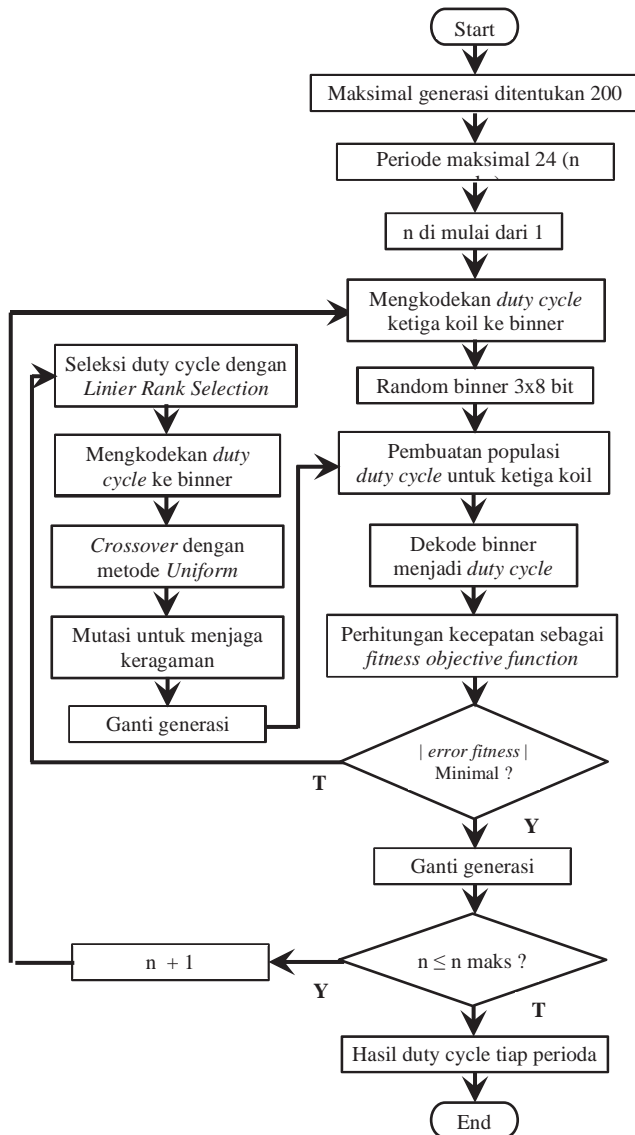 Start
Maksimal generasi ditentukan 200
Periode maksimal 24 (n
n di mulai dari 1
Mengkodekan duty cycle
ketiga koil ke binner
Random binner 3x8 bit
Pembuatan populasi
duty cycle untuk ketiga koil
Dekode binner
menjadi duty cycle
Perhitungan kecepatan sebagai
fitness objective function
| error fitness |
Minimal ?
T
Y
Seleksi duty cycle dengan
Linier Rank Selection
Mengkodekan duty
cycle ke binner
Crossover dengan
metode Uniform
Mutasi untuk menjaga
keragaman
Ganti generasi
Ganti generasi
n ≤ n maks ?
Y
T
n + 1
Hasil duty cycle tiap perioda
End